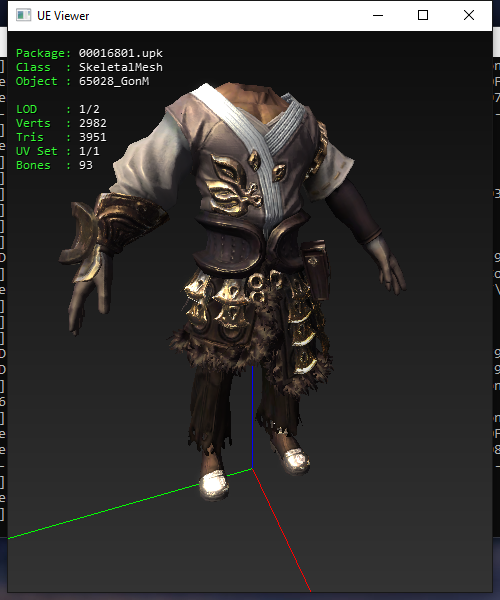 UE Viewer
Package: 00016801.upk
Class : SkeletalMesh
Object : 65028_GonM
LOD : 1/2
Verts : 2982
Tris : 3951
UV Set : 1/1
Bones : 93